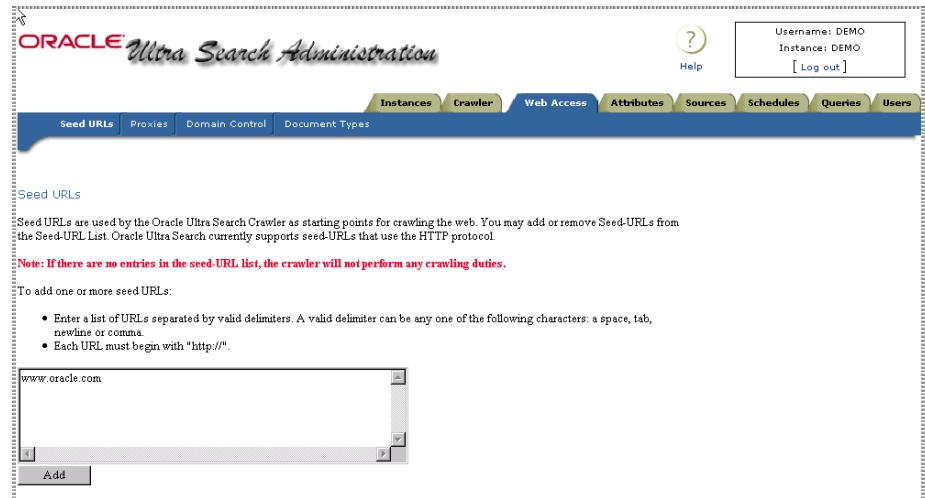 ORACLE Ultra Search Administration
Help
Username: DEMO
Instance: DEMO
[ Log out ]
Instances Crawler Web Access Attributes Sources Schedules Queries Users
Seed URLs Proxies Domain Control Document Types
Seed URLs
Seed URLs are used by the Oracle Ultra Search Crawler as starting points for crawling the web. You may add or remove Seed-URLs from
the Seed-URL List. Oracle Ultra Search currently supports seed-URLs that use the HTTP protocol.
Note: If there are no entries in the seed-URL list, the crawler will not perform any crawling duties.
To add one or more seed URLs:
• Enter a list of URLs separated by valid delimiters. A valid delimiter can be any one of the following characters: a space, tab,
newline or comma.
• Each URL must begin with "http://".
www.oracle.com
Add